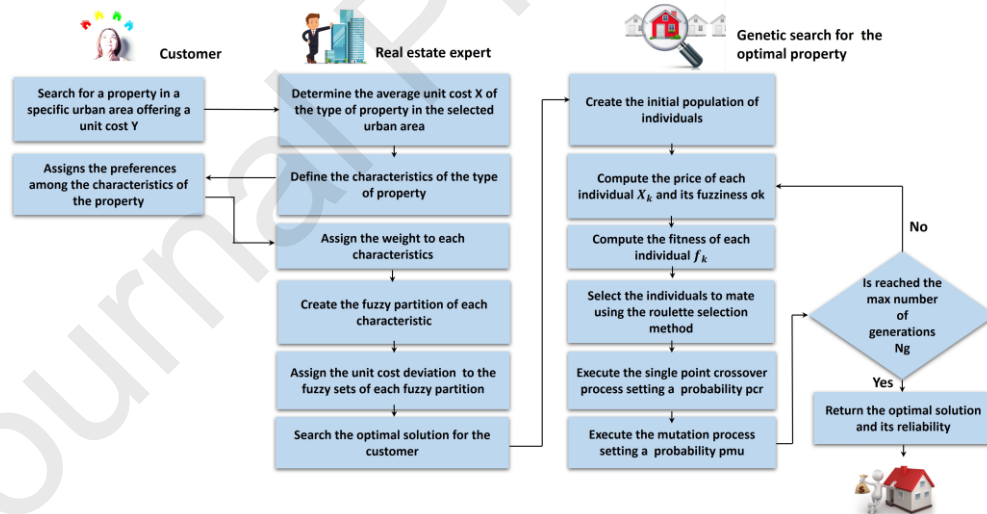 Customer
Search for a property in a
specific urban area offering a
unit cost Y
Assigns the preferences
among the characteristics of
the property
Real estate expert
Determine the average unit cost X of
the type of property in the selected
urban area
Define the characteristics of the type
of property
Assign the weight to each
characteristics
Create the fuzzy partition of each
characteristic
Assign the unit cost deviation to the
fuzzy sets of each fuzzy partition
Search the optimal solution for the
customer
Genetic search for the
optimal property
Create the initial population of
individuals
Compute the price of each
individual X_k and its fuzziness σk
Compute the fitness of each
individual f_k
Select the individuals to mate
using the roulette selection
method
Execute the single point crossover
process setting a probability pcr
Execute the mutation process
setting a probability pmu
No
Is reached the
max number
of
generations
Ng
Yes
Return the optimal solution
and its reliability
ournal P